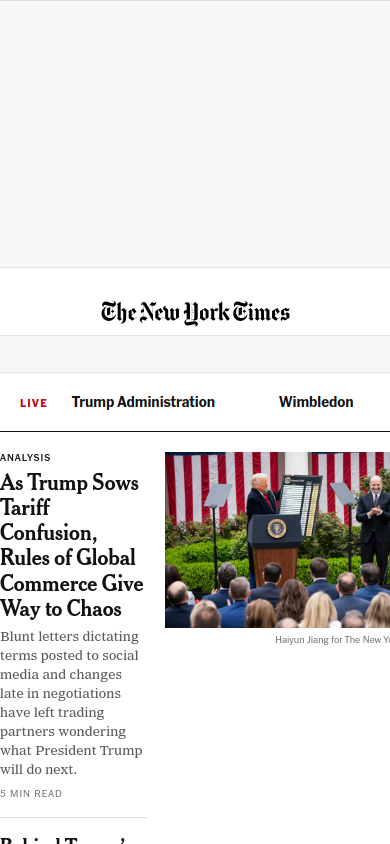 The New York Times
LIVE
Trump Administration
Wimbledon
ANALYSIS
As Trump Sows
Tariff
Confusion,
Rules of Global
Commerce Give
Way to Chaos
Blunt letters dictating
terms posted to social
media and changes
late in negotiations
have left trading
partners wondering
what President Trump
will do next.
5 MIN READ
Haiyun Jiang for The New Yo